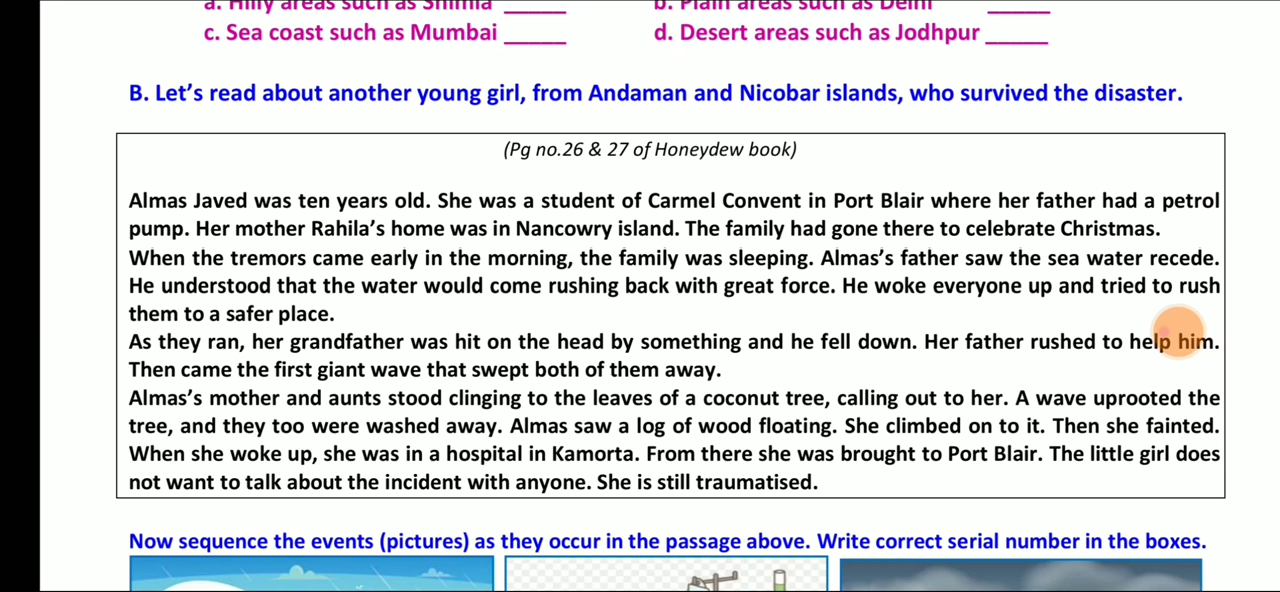 a. Hilly areas such as Shimla _____ b. Plain areas such as Delhi _____
c. Sea coast such as Mumbai _____ d. Desert areas such as Jodhpur _____
B. Let’s read about another young girl, from Andaman and Nicobar islands, who survived the disaster.
(Pg no.26 & 27 of Honeydew book)
Almas Javed was ten years old. She was a student of Carmel Convent in Port Blair where her father had a petrol
pump. Her mother Rahila’s home was in Nancowry island. The family had gone there to celebrate Christmas.
When the tremors came early in the morning, the family was sleeping. Almas’s father saw the sea water recede.
He understood that the water would come rushing back with great force. He woke everyone up and tried to rush
them to a safer place.
As they ran, her grandfather was hit on the head by something and he fell down. Her father rushed to help him.
Then came the first giant wave that swept both of them away.
Almas’s mother and aunts stood clinging to the leaves of a coconut tree, calling out to her. A wave uprooted the
tree, and they too were washed away. Almas saw a log of wood floating. She climbed on to it. Then she fainted.
When she woke up, she was in a hospital in Kamorta. From there she was brought to Port Blair. The little girl does
not want to talk about the incident with anyone. She is still traumatised.
Now sequence the events (pictures) as they occur in the passage above. Write correct serial number in the boxes.